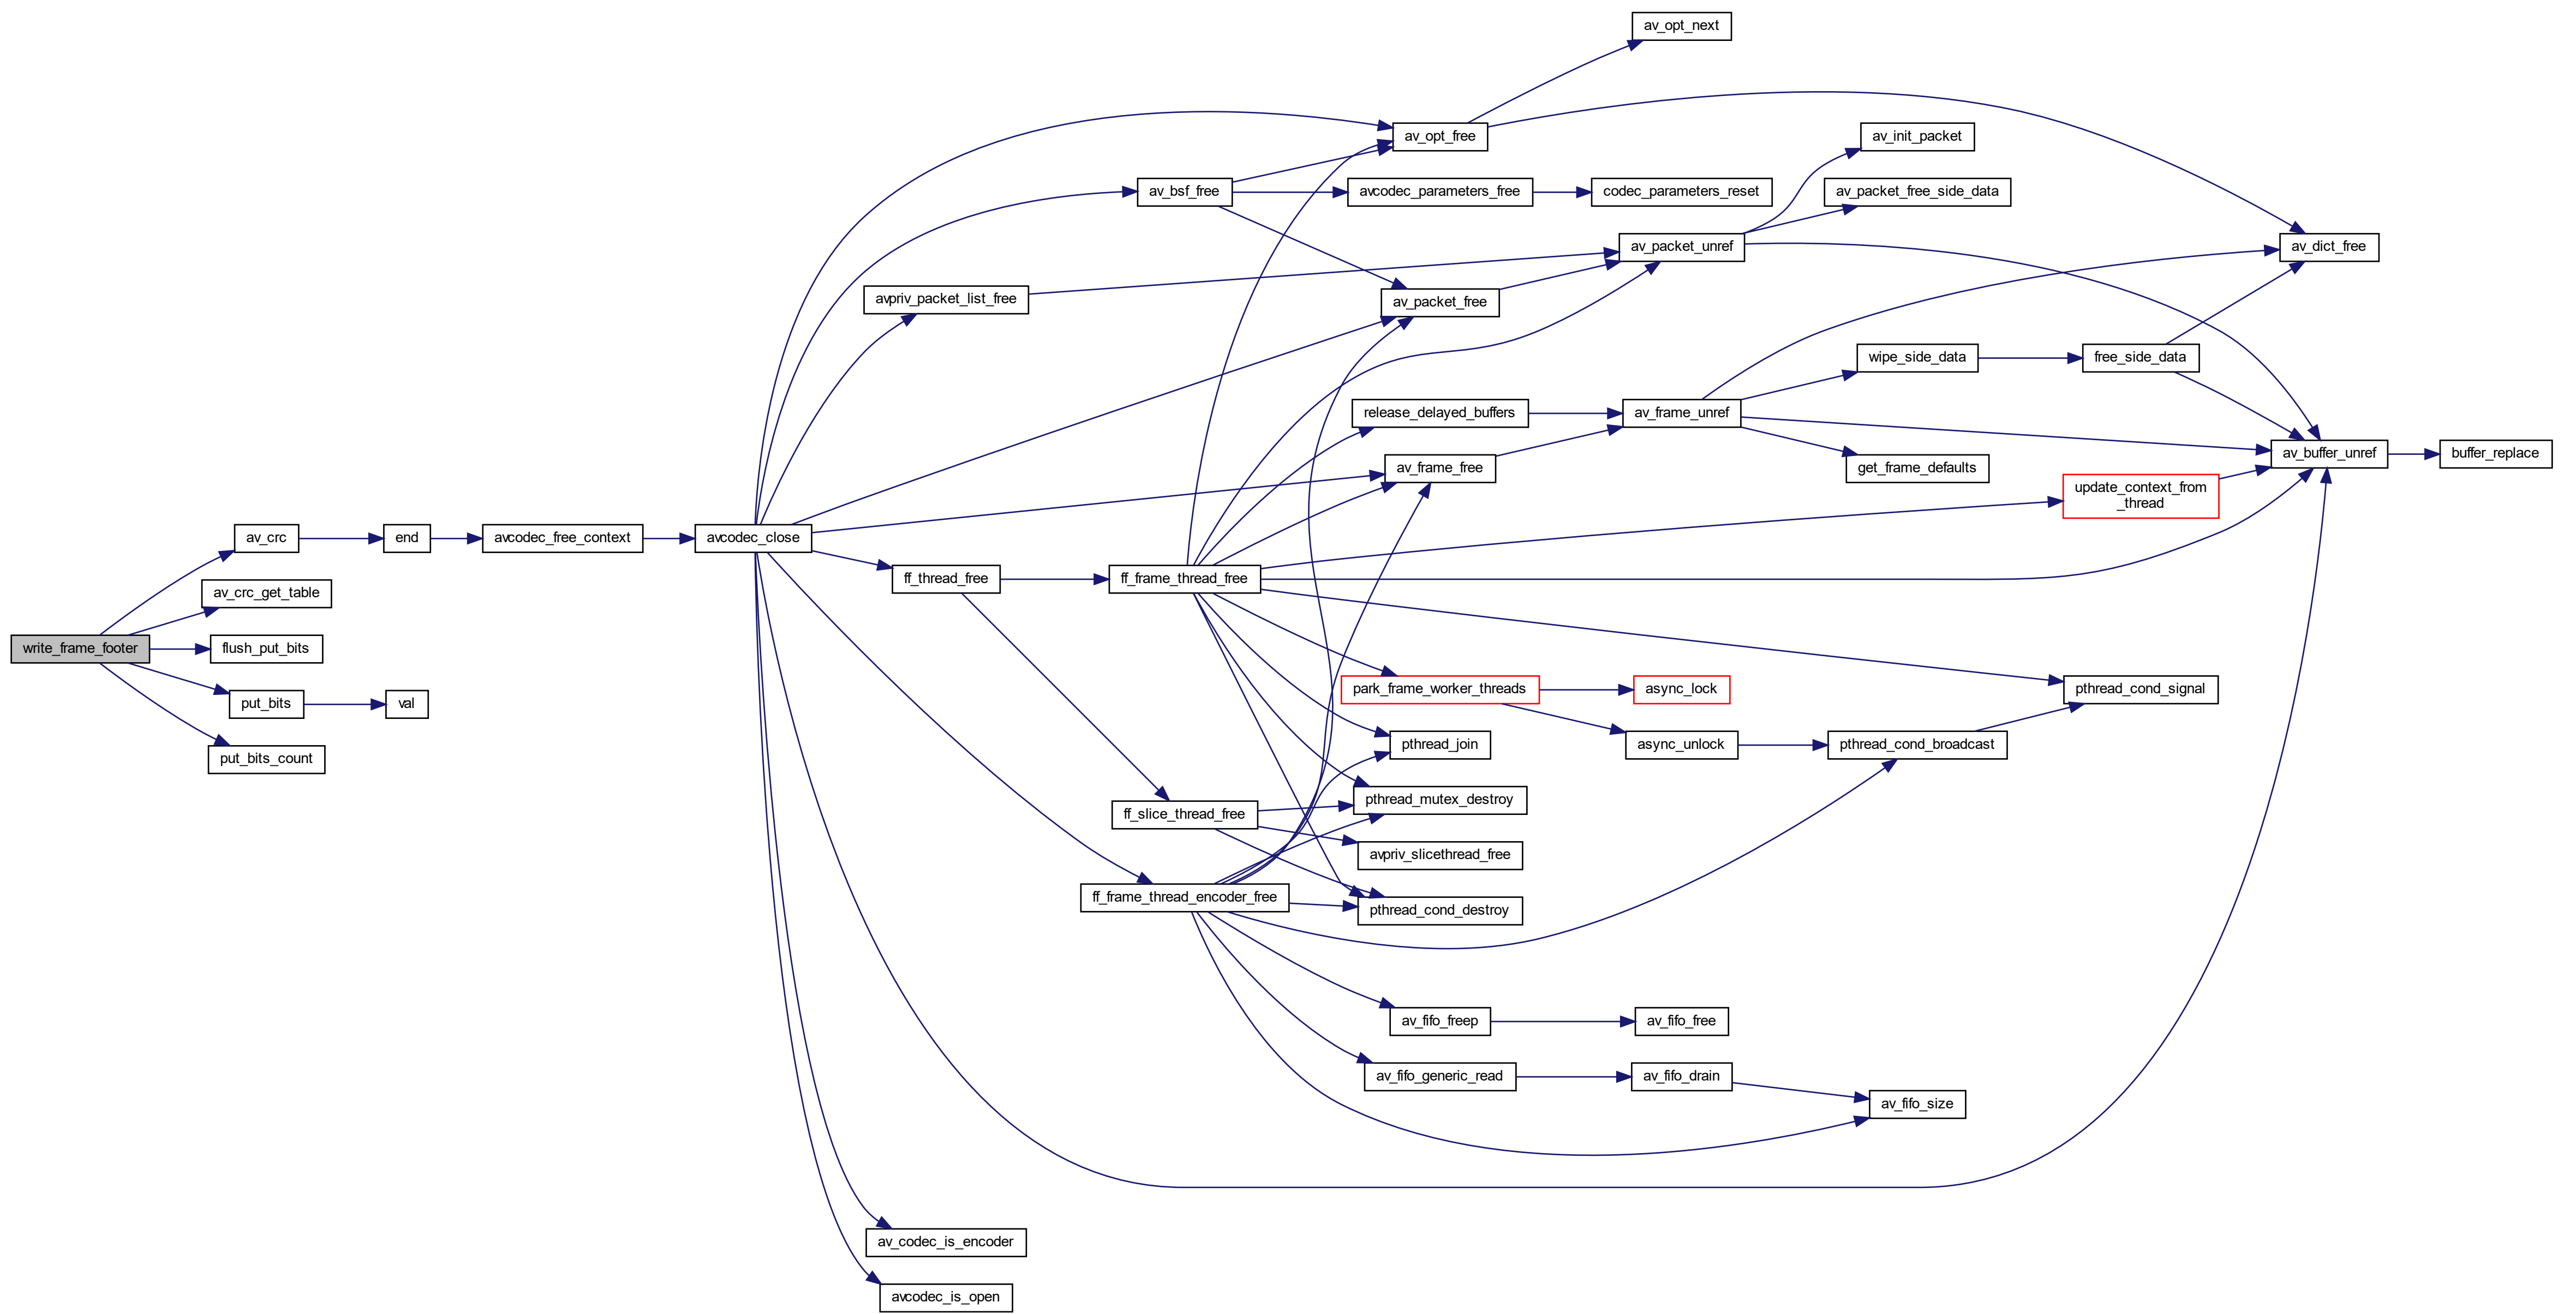 write_frame_footer
av_crc
av_crc_get_table
flush_put_bits
put_bits
put_bits_count
end
val
avcodec_free_context
avcodec_close
avpriv_packet_list_free
ff_thread_free
av_codec_is_encoder
avcodec_is_open
av_bsf_free
ff_frame_thread_free
ff_slice_thread_free
ff_frame_thread_encoder_free
av_opt_free
avcodec_parameters_free
av_packet_free
release_delayed_buffers
av_frame_free
park_frame_worker_threads
pthread_join
pthread_mutex_destroy
avpriv_slicethread_free
pthread_cond_destroy
av_fifo_freep
av_fifo_generic_read
av_opt_next
codec_parameters_reset
av_packet_unref
av_frame_unref
async_lock
async_unlock
av_fifo_free
av_fifo_drain
av_init_packet
av_packet_free_side_data
wipe_side_data
get_frame_defaults
pthread_cond_broadcast
av_fifo_size
free_side_data
update_context_from
_thread
pthread_cond_signal
av_dict_free
av_buffer_unref
buffer_replace